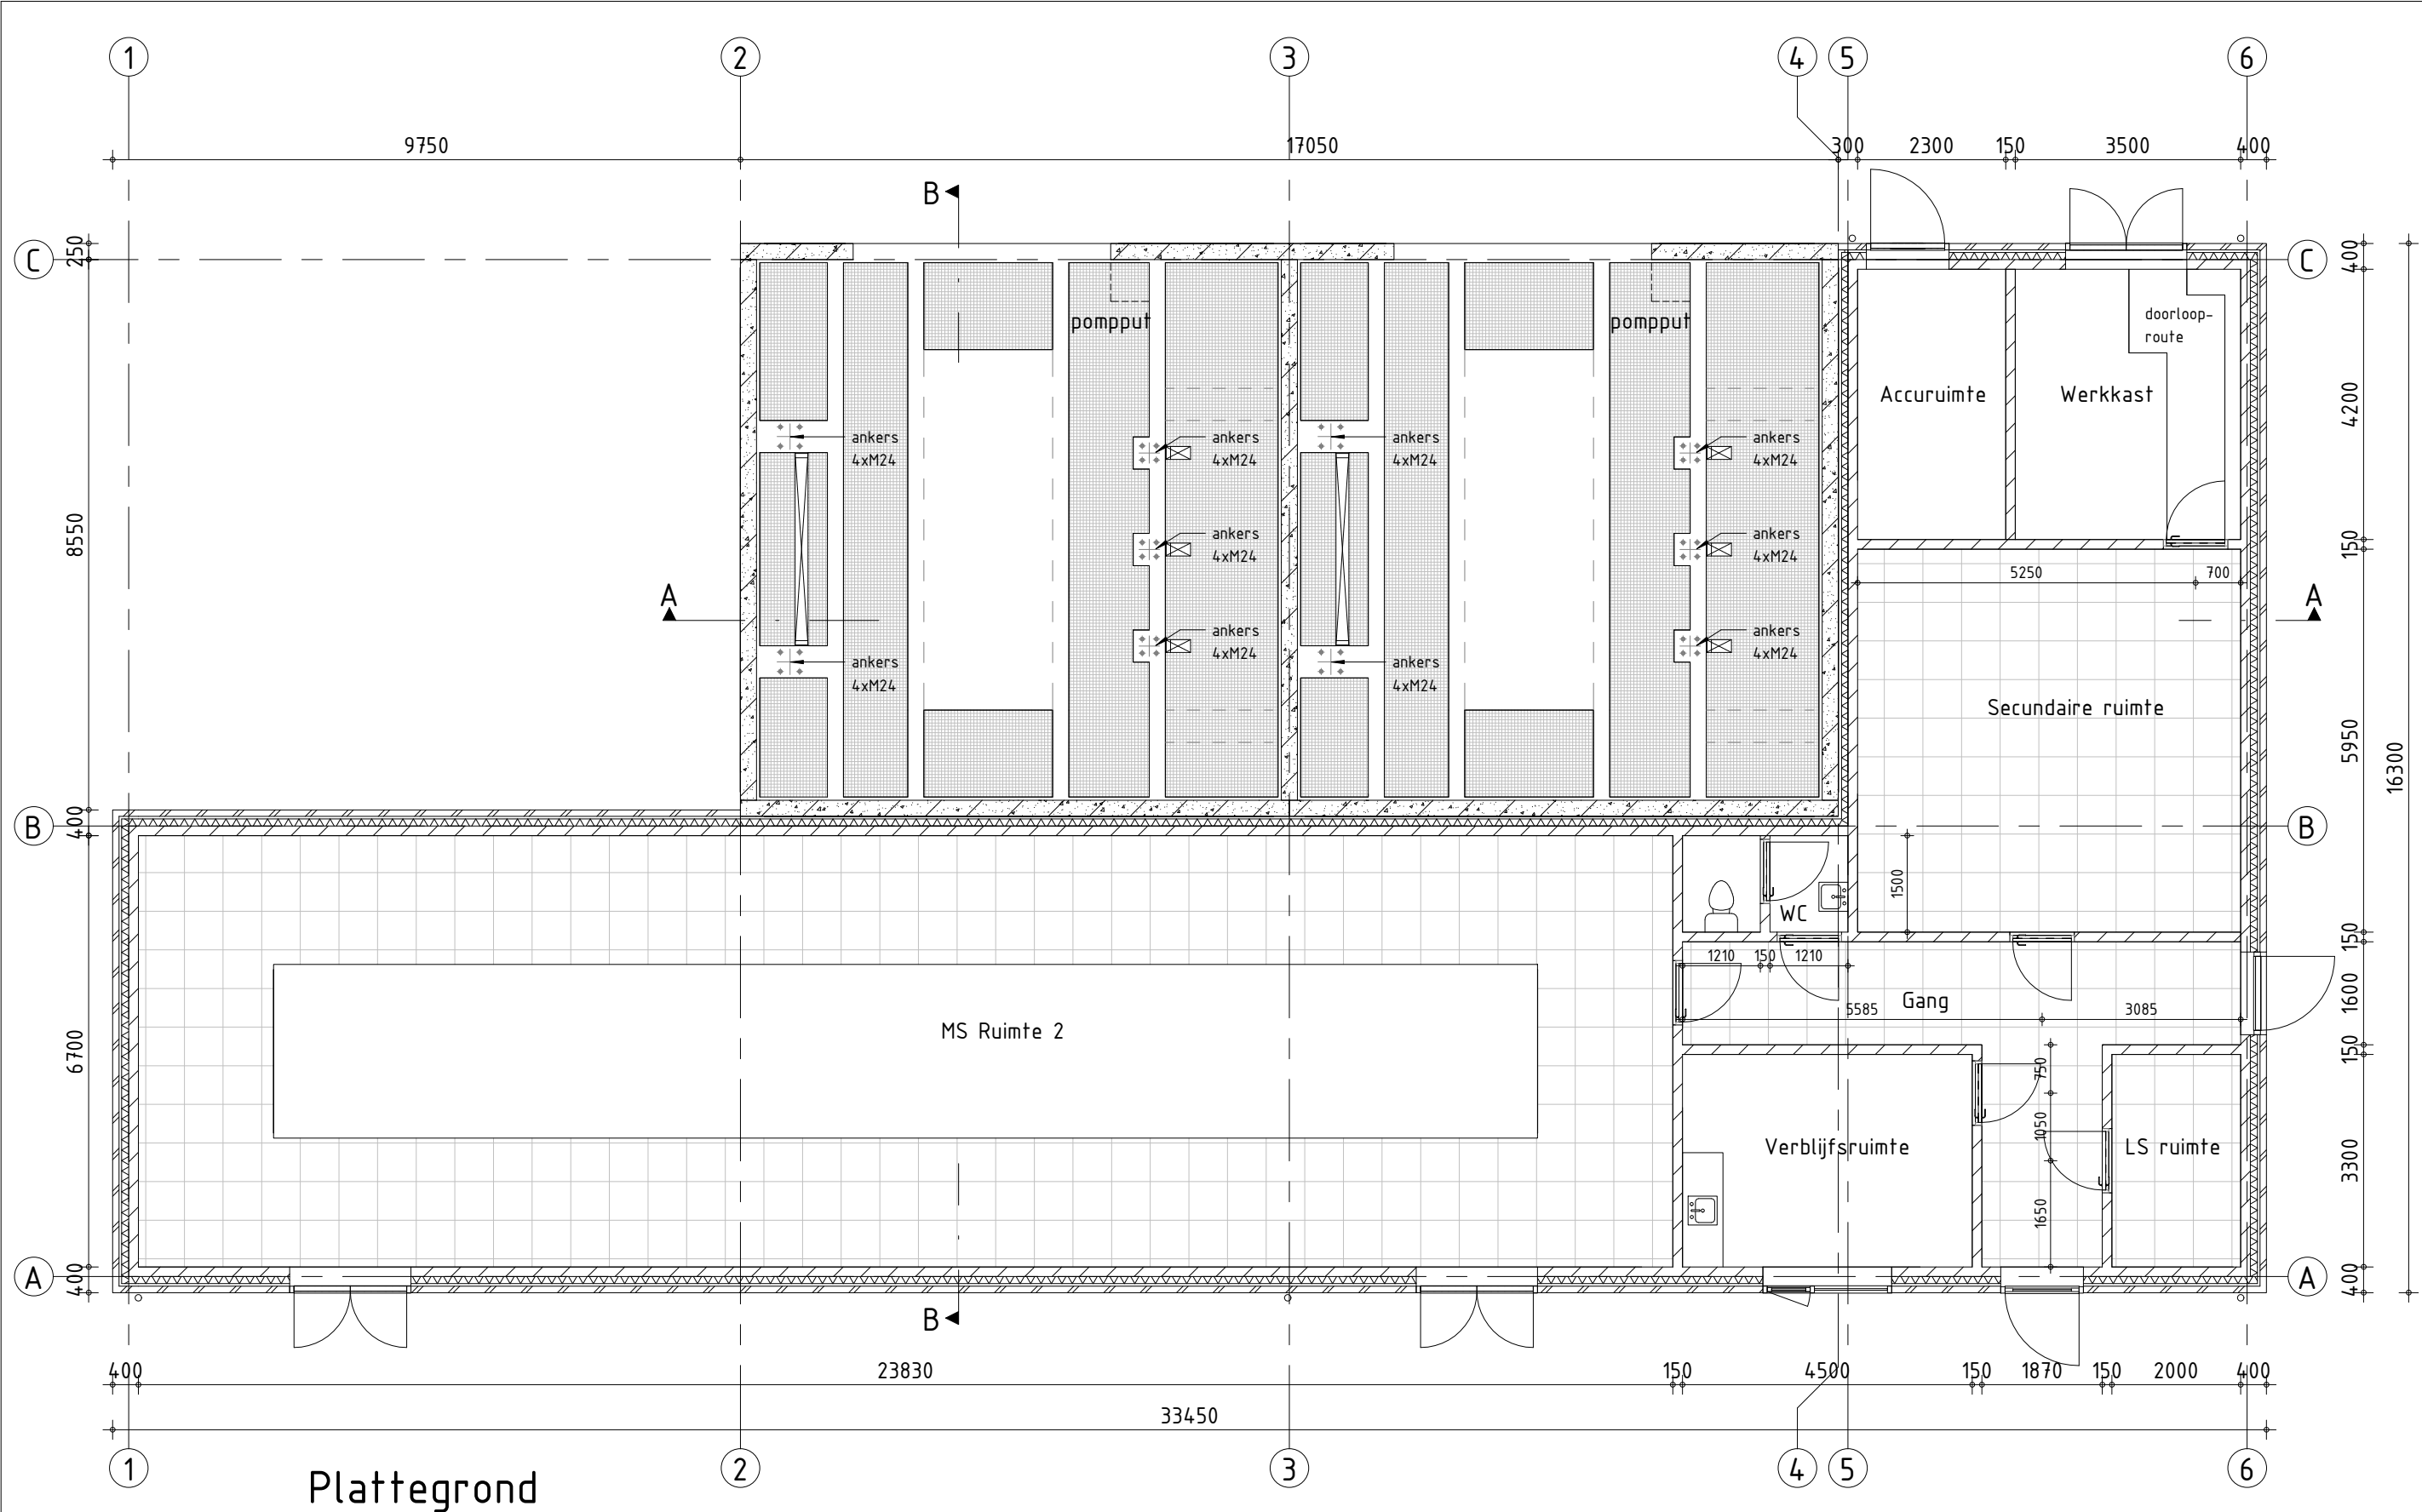 1 2 3 4 5 6
9750 17050 300 2300 150 3500 400
B
C 250 400 C
pompput pompput doorloop-
route
Accuruimte Werkkast
4200
ankers ankers ankers ankers
4xM24 4xM24 4xM24 4xM24
8550 ankers ankers 150
4xM24 4xM24
5250 700
A A
ankers ankers
4xM24 4xM24
ankers ankers
4xM24 4xM24
Secundaire ruimte
5950 16300
B 400 B
1500
WC
150
1210 150 1210
Gang
1600
5585 3085
MS Ruimte 2
6700
750 150
1050
Verblijfsruimte LS ruimte
3300
1650
A 400 400 A
B
400 23830 150 4500 150 1870 150 2000 400
33450
1 2 3 4 5 6
Plattegrond